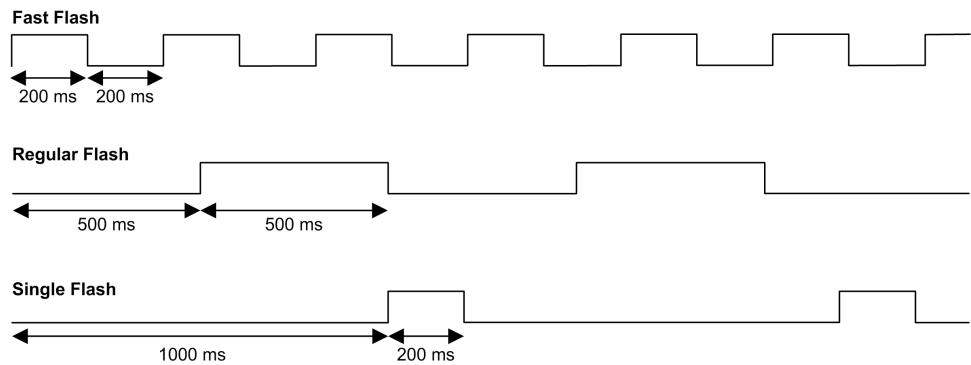 Fast Flash
200 ms 200 ms
Regular Flash
500 ms 500 ms
Single Flash
1000 ms 200 ms